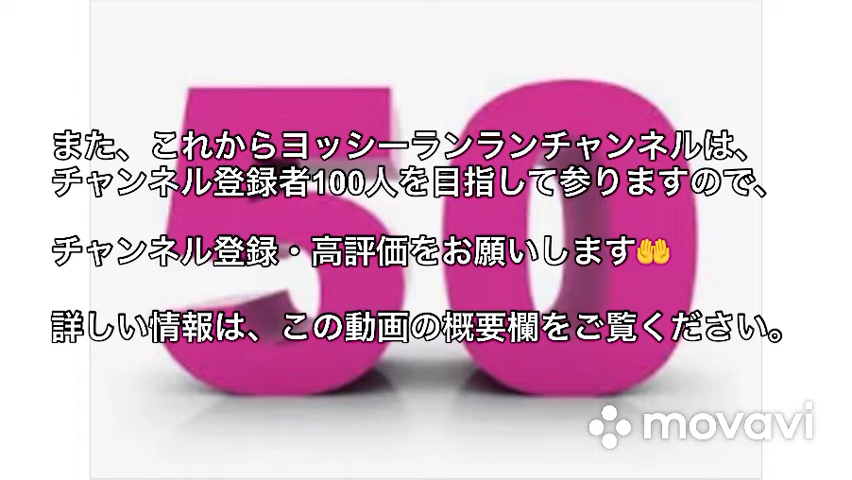 50
また、これからヨッシーランランチャンネルは、
チャンネル登録者100人を目指して参りますので、
チャンネル登録・高評価をお願いします🤲
詳しい情報は、この動画の概要欄をご覧ください。
movavi